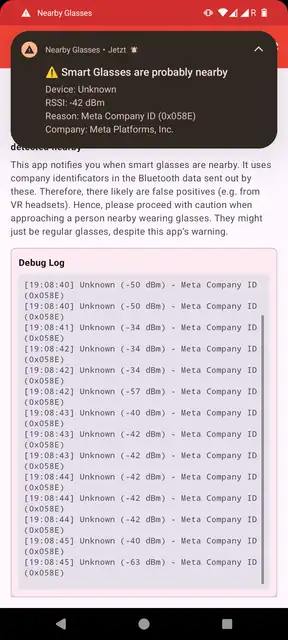 Nearby Glasses
R
Nearby Glasses • Jetzt
⚠️ Smart Glasses are probably nearby
Device: Unknown
RSSI: -42 dBm
Reason: Meta Company ID (0x058E)
Company: Meta Platforms, Inc.
detected nearby
This app notifies you when smart glasses are nearby. It uses
company identificators in the Bluetooth data sent out by
these. Therefore, there likely are false positives (e.g. from
VR headsets). Hence, please proceed with caution when
approaching a person nearby wearing glasses. They might
just be regular glasses, despite this app's warning.
Debug Log
[19:08:40] Unknown (-50 dBm) - Meta Company ID
(0x058E)
[19:08:40] Unknown (-50 dBm) - Meta Company ID
(0x058E)
[19:08:41] Unknown (-34 dBm) - Meta Company ID
(0x058E)
[19:08:42] Unknown (-34 dBm) - Meta Company ID
(0x058E)
[19:08:42] Unknown (-34 dBm) - Meta Company ID
(0x058E)
[19:08:42] Unknown (-57 dBm) - Meta Company ID
(0x058E)
[19:08:43] Unknown (-40 dBm) - Meta Company ID
(0x058E)
[19:08:43] Unknown (-42 dBm) - Meta Company ID
(0x058E)
[19:08:43] Unknown (-42 dBm) - Meta Company ID
(0x058E)
[19:08:44] Unknown (-42 dBm) - Meta Company ID
(0x058E)
[19:08:44] Unknown (-42 dBm) - Meta Company ID
(0x058E)
[19:08:44] Unknown (-42 dBm) - Meta Company ID
(0x058E)
[19:08:45] Unknown (-40 dBm) - Meta Company ID
(0x058E)
[19:08:45] Unknown (-63 dBm) - Meta Company ID
(0x058E)